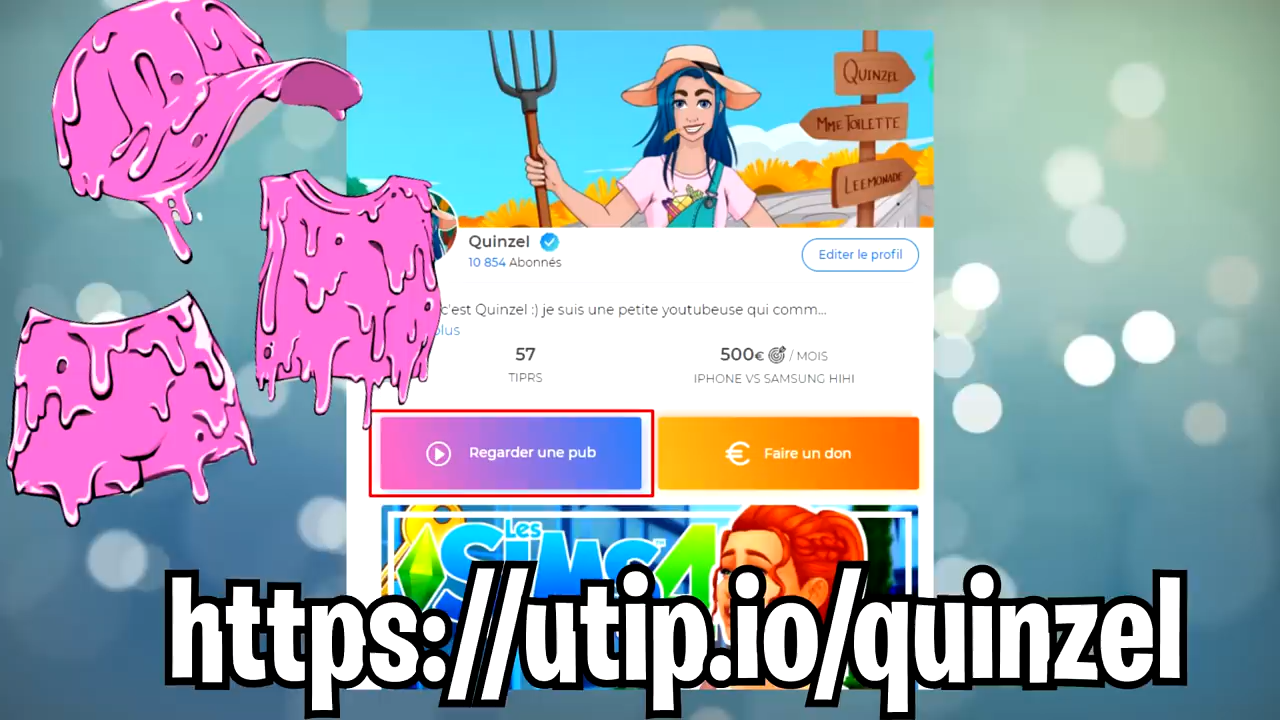 QUINZEL
MME TOILETTE
LEEMONADE
Quinzel
10 854 Abonnés
Editer le profil
c'est Quinzel :) je suis une petite youtubeuse qui comm...
plus
57
500€ / MOIS
TIPRS
IPHONE VS SAMSUNG HIHI
Regarder une pub
Faire un don
Les
SIMS 4
https://utip.io/quinzel